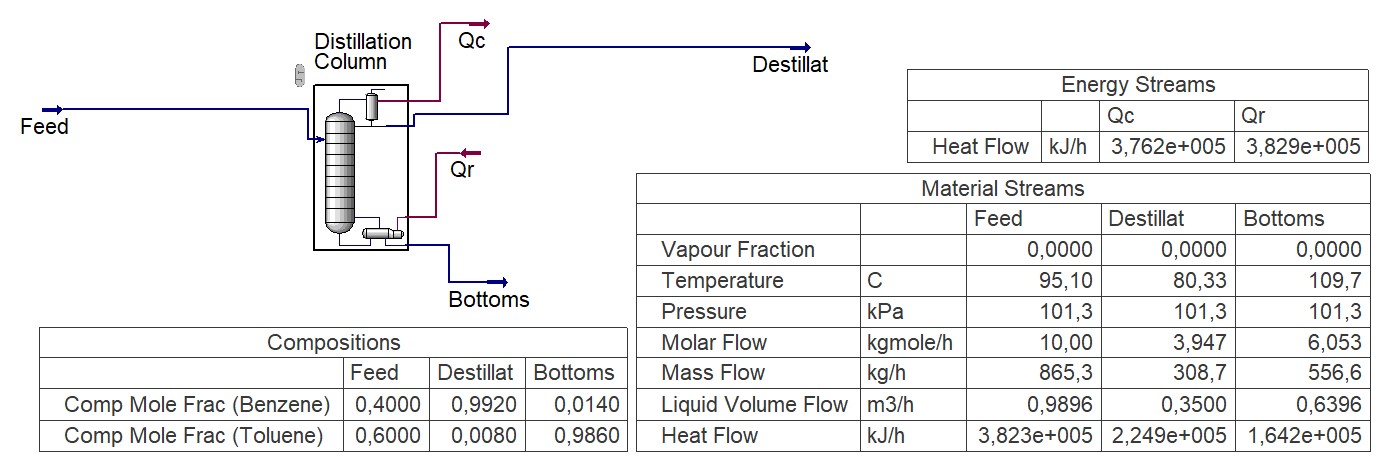 Distillation
Column
Qc
Destillat
Feed
Qr
Bottoms
Energy Streams
Qc Qr
Heat Flow kJ/h 3,762e+005 3,829e+005
Material Streams
Feed Destillat Bottoms
Vapour Fraction 0,0000 0,0000 0,0000
Temperature C 95,10 80,33 109,7
Pressure kPa 101,3 101,3 101,3
Molar Flow kgmole/h 10,00 3,947 6,053
Mass Flow kg/h 865,3 308,7 556,6
Liquid Volume Flow m3/h 0,9896 0,3500 0,6396
Heat Flow kJ/h 3,823e+005 2,249e+005 1,642e+005
Compositions
Feed Destillat Bottoms
Comp Mole Frac (Benzene) 0,4000 0,9920 0,0140
Comp Mole Frac (Toluene) 0,6000 0,0080 0,9860